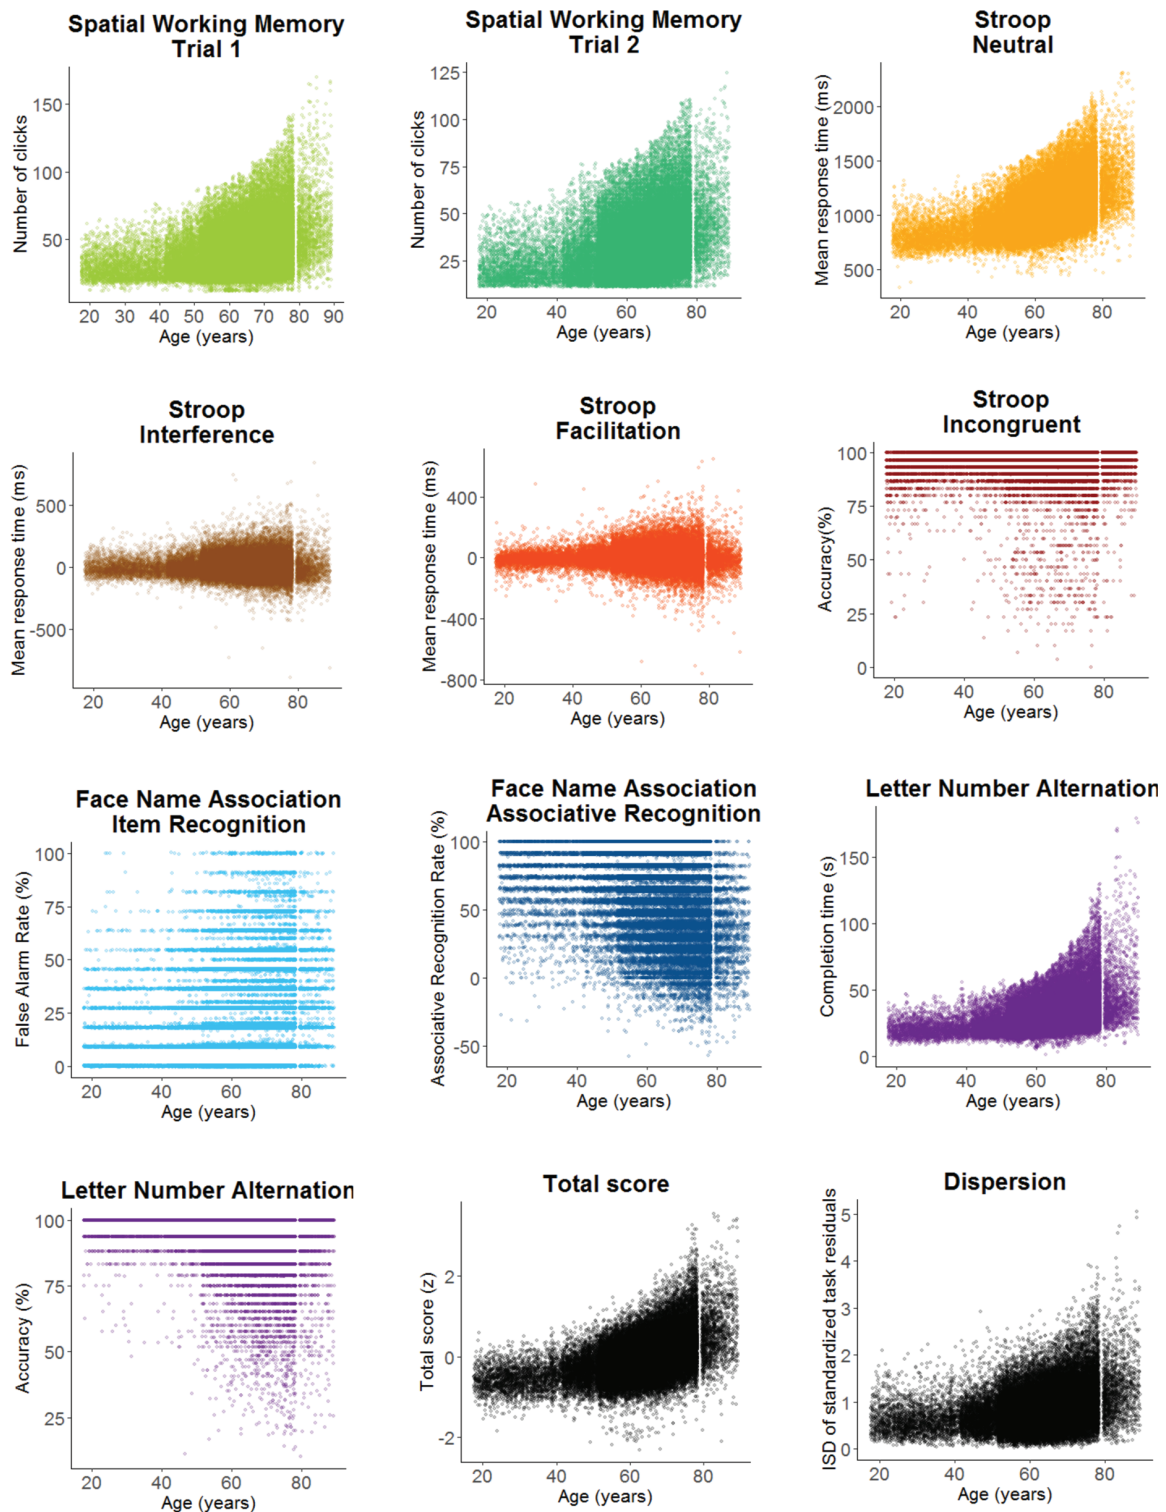 Spatial Working Memory
Trial 1
Number of clicks
150
100
50
20 30 40 50 60 70 80 90
Age (years)
Spatial Working Memory
Trial 2
Number of clicks
125
100
75
50
25
20 40 60 80
Age (years)
Stroop
Neutral
Mean response time (ms)
2000
1500
1000
500
20 40 60 80
Age (years)
Stroop
Interference
Mean response time (ms)
500
0
-500
20 40 60 80
Age (years)
Stroop
Facilitation
Mean response time (ms)
400
0
-400
-800
20 40 60 80
Age (years)
Stroop
Incongruent
Accuracy(%)
100
75
50
25
0
20 40 60 80
Age (years)
Face Name Association
Item Recognition
False Alarm Rate (%)
100
75
50
25
0
20 40 60 80
Age (years)
Face Name Association
Associative Recognition
Associative Recognition Rate (%)
100
50
0
-50
20 40 60 80
Age (years)
Letter Number Alternation
Completion time (s)
150
100
50
0
20 40 60 80
Age (years)
Letter Number Alternation
Accuracy (%)
100
75
50
25
20 40 60 80
Age (years)
Total score
Total score (z)
2
0
-2
20 40 60 80
Age (years)
Dispersion
ISD of standardized task residuals
5
4
3
2
1
0
20 40 60 80
Age (years)